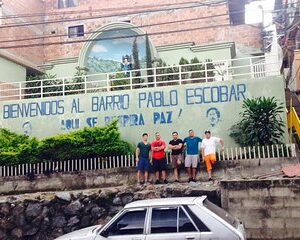 BIENVENIDOS AL BARRIO PABLO ESCOBAR
AQUI SE RESPIRA PAZ